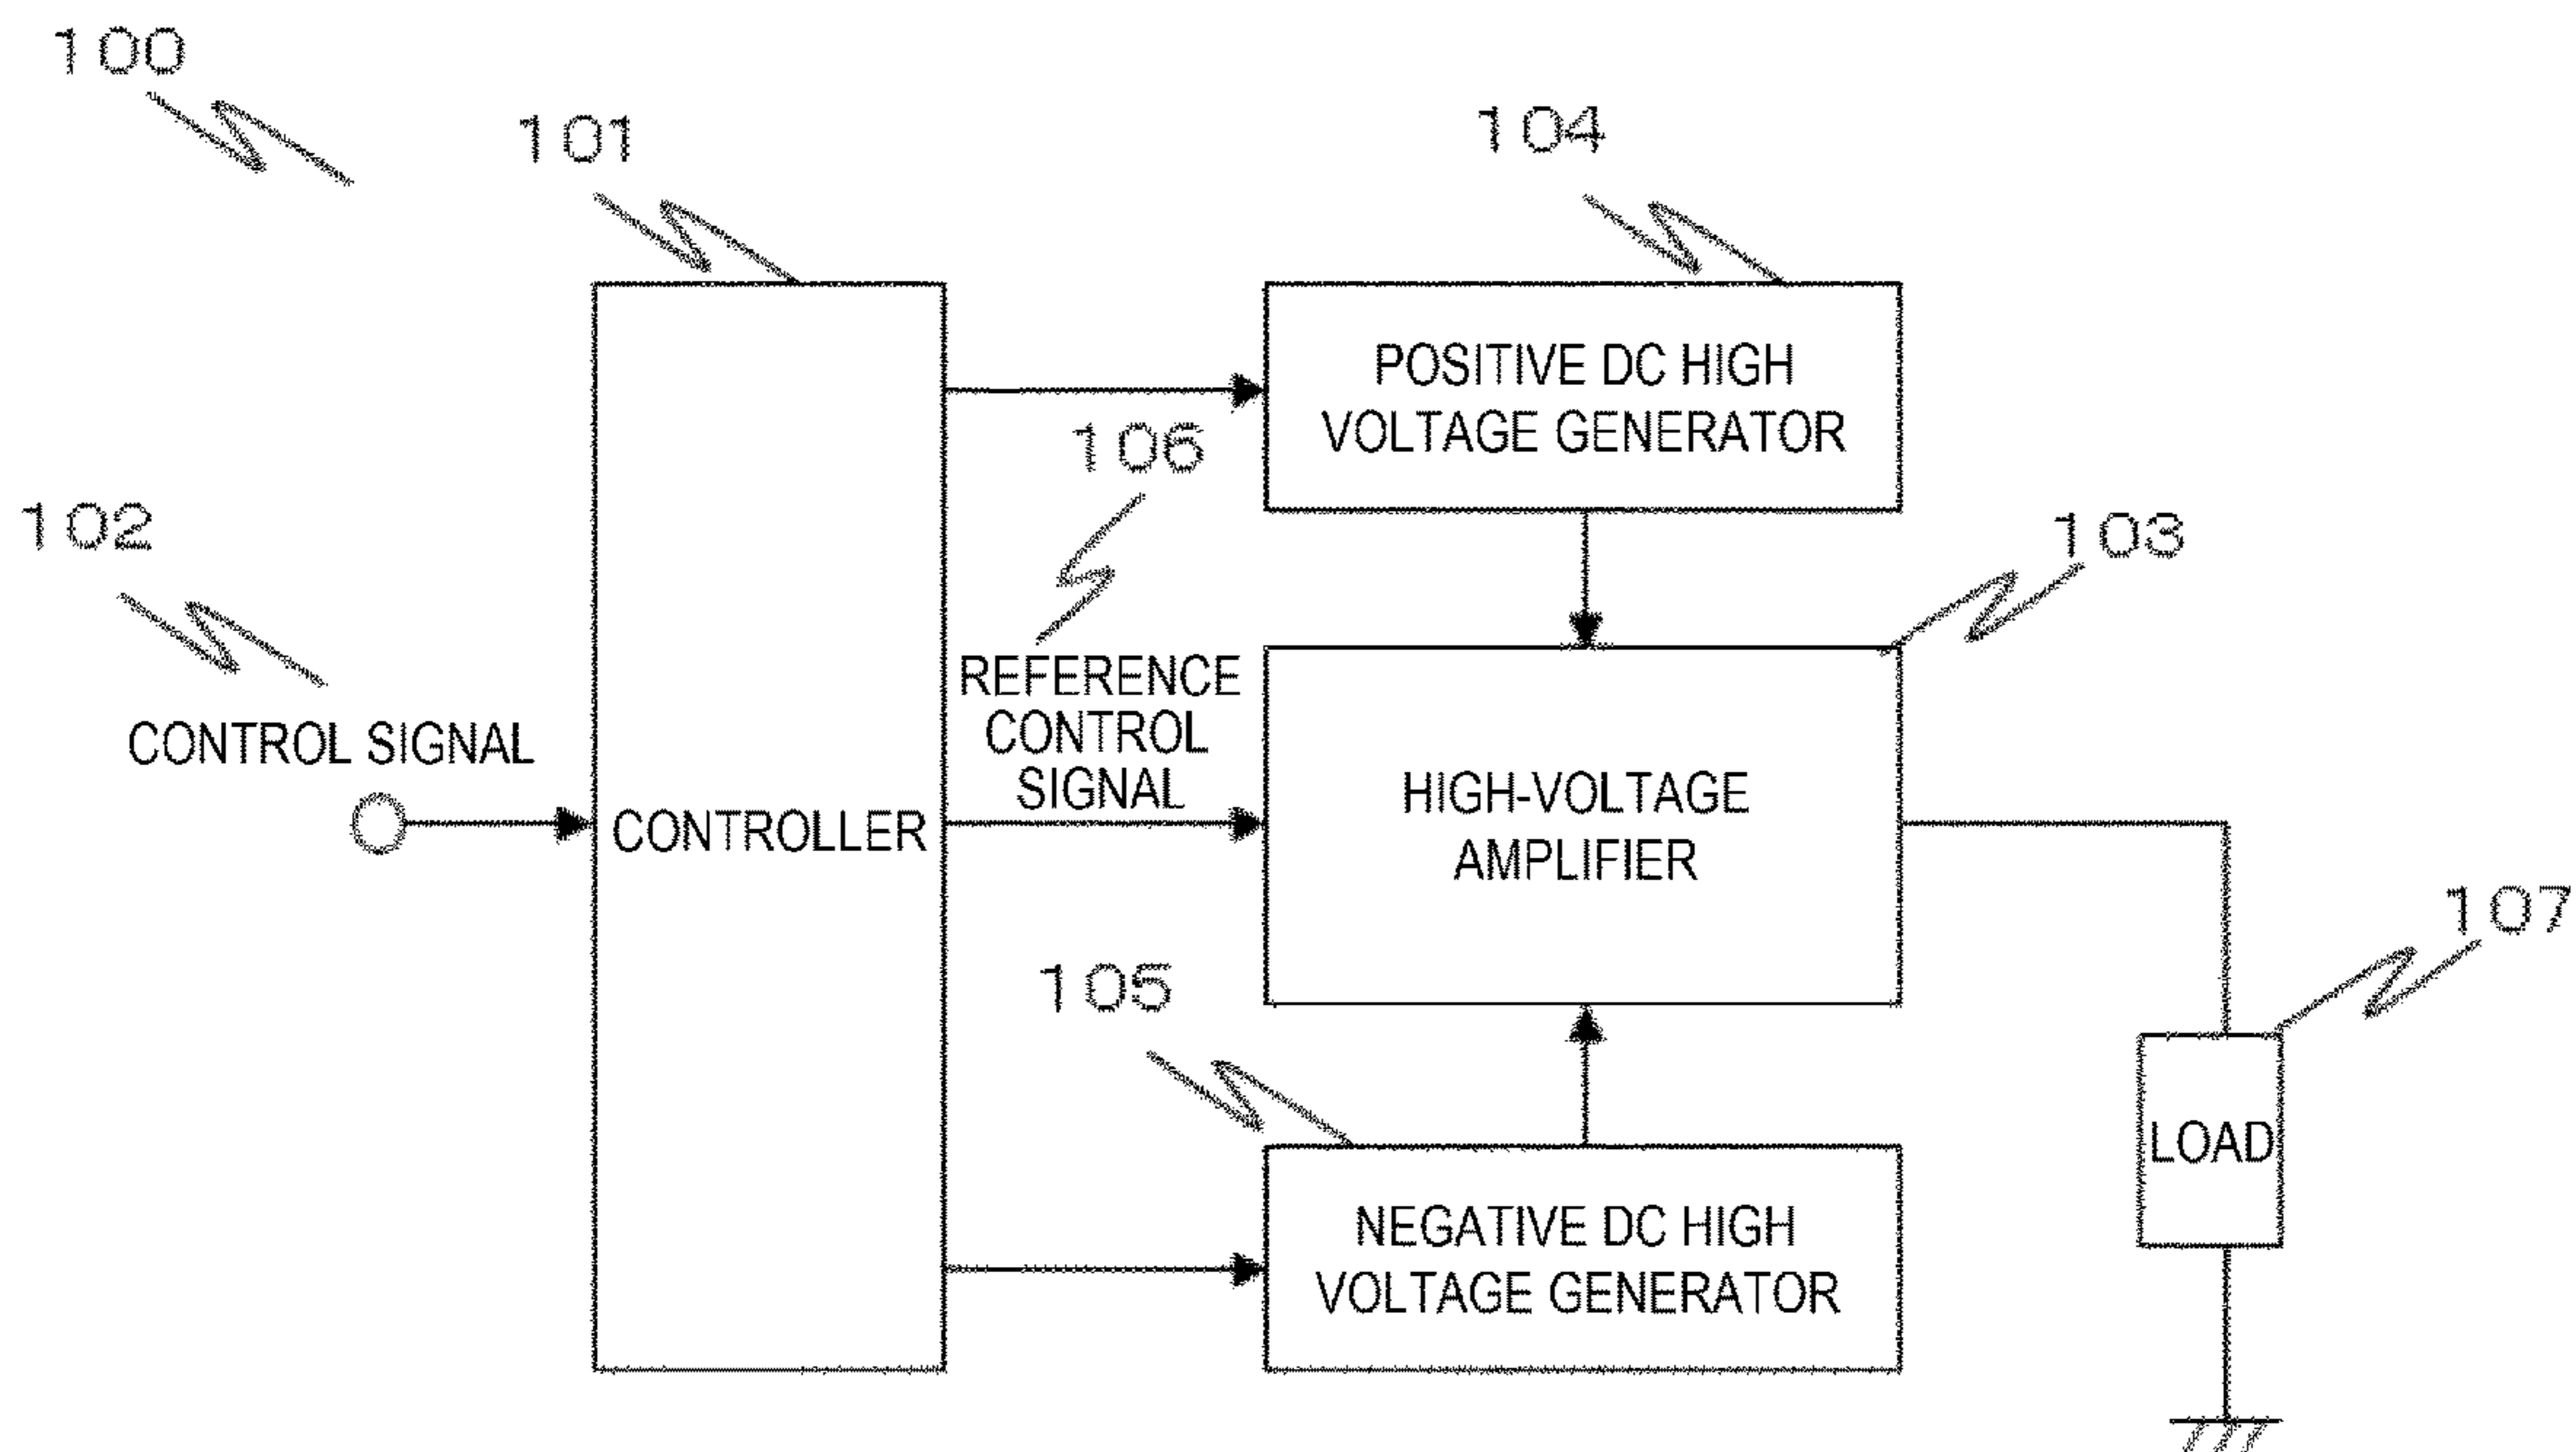 100
101
104
POSITIVE DC HIGH
VOLTAGE GENERATOR
106
102
103
REFERENCE
CONTROL
SIGNAL
CONTROL SIGNAL
CONTROLLER
HIGH-VOLTAGE
AMPLIFIER
107
105
LOAD
NEGATIVE DC HIGH
VOLTAGE GENERATOR